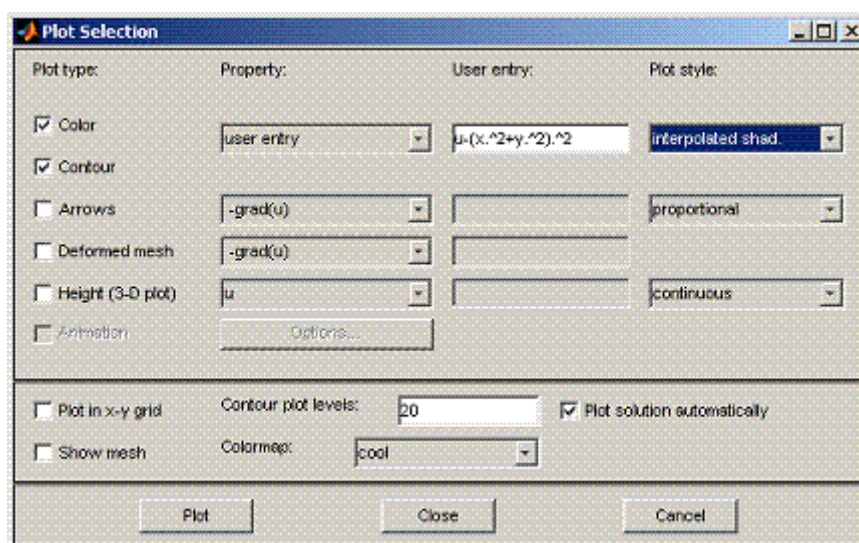 Plot Selection
Plot type: Property: User entry: Plot style:
Color user entry u-(x.^2+y.^2).^2 interpolated shad.
Contour
Arrows -grad(u) proportional
Deformed mesh -grad(u)
Height (3-D plot) u continuous
Animation Options...
Plot in x-y grid Contour plot levels: 20 Plot solution automatically
Show mesh Colormap: cool
Plot Close Cancel